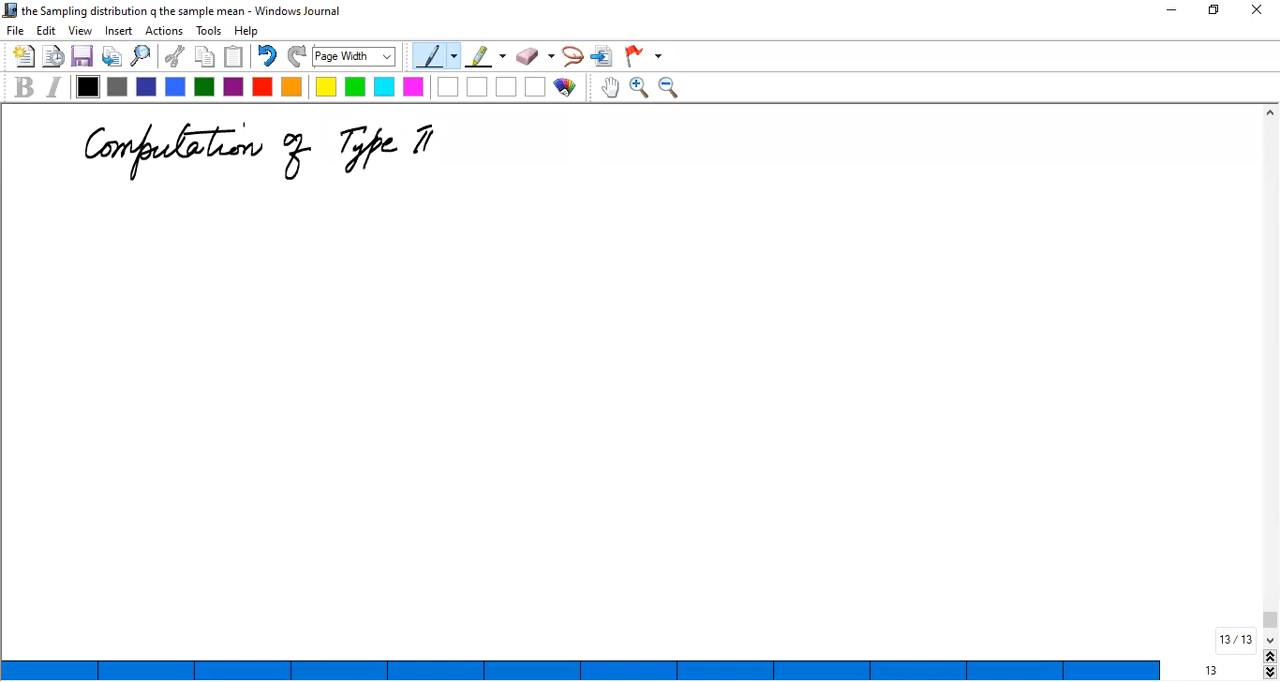 the Sampling distribution q the sample mean - Windows Journal
File Edit View Insert Actions Tools Help
Page Width
B I
Computation of Type II
13 / 13
13